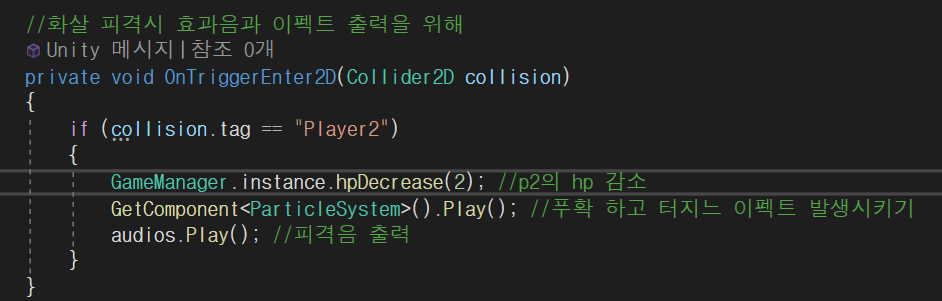 //화살 피격시 효과음과 이펙트 출력을 위해
Unity 메시지|참조 0개
private void OnTriggerEnter2D(Collider2D collision)
{
if (collision.tag == "Player2")
{
GameManager.instance.hpDecrease(2); //p2의 hp 감소
GetComponent<ParticleSystem>().Play(); //푸확 하고 터지느 이펙트 발생시키기
audios.Play(); //피격음 출력
}
}